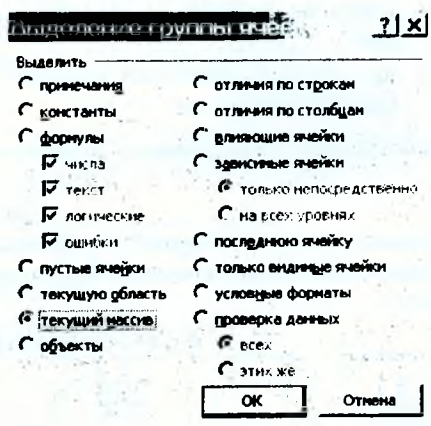 Выделение группы ячеек
Выделить
примечания
константы
формулы
числа
текст
логические
ошибки
пустые ячейки
текущую область
текущий массив
объекты
отличия по строкам
отличия по столбцам
влияющие ячейки
зависимые ячейки
только непосредственно
на всех уровнях
последнюю ячейку
только видимые ячейки
условные форматы
проверка данных
всех
этих же
ОК
Отмена